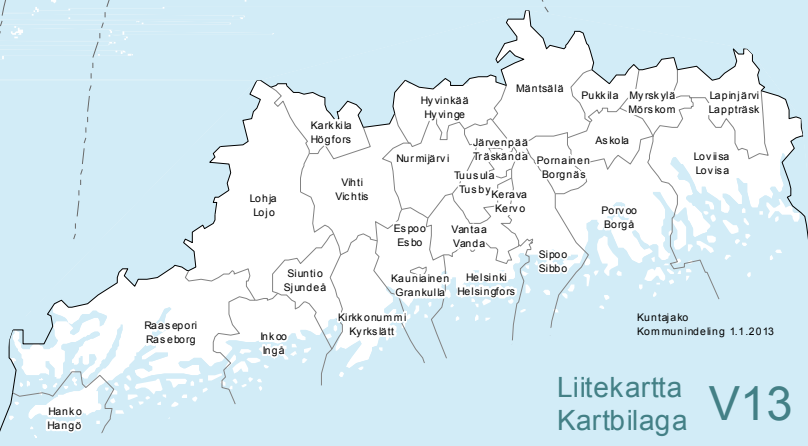 Mäntsälä
Pukkila
Myrskylä
Mörskom
Lapinjärvi
Lappträsk
Hyvinkää
Hyvinge
Karkkila
Högfors
Järvenpää
Träskända
Askola
Nurmijärvi
Pornainen
Borgnäs
Loviisa
Lovisa
Tuusula
Tusby
Vihti
Vichtis
Kerava
Kervo
Lohja
Lojo
Porvoo
Borgå
Espoo
Esbo
Vantaa
Vanda
Sipoo
Sibbo
Siuntio
Sjundeå
Kauniainen
Grankulla
Helsinki
Helsingfors
Kirkkonummi
Kyrkslätt
Raasepori
Raseborg
Inkoo
Ingå
Hanko
Hangö
Kuntajako
Kommunindeling 1.1.2013
Liitekartta
Kartbilaga
V13